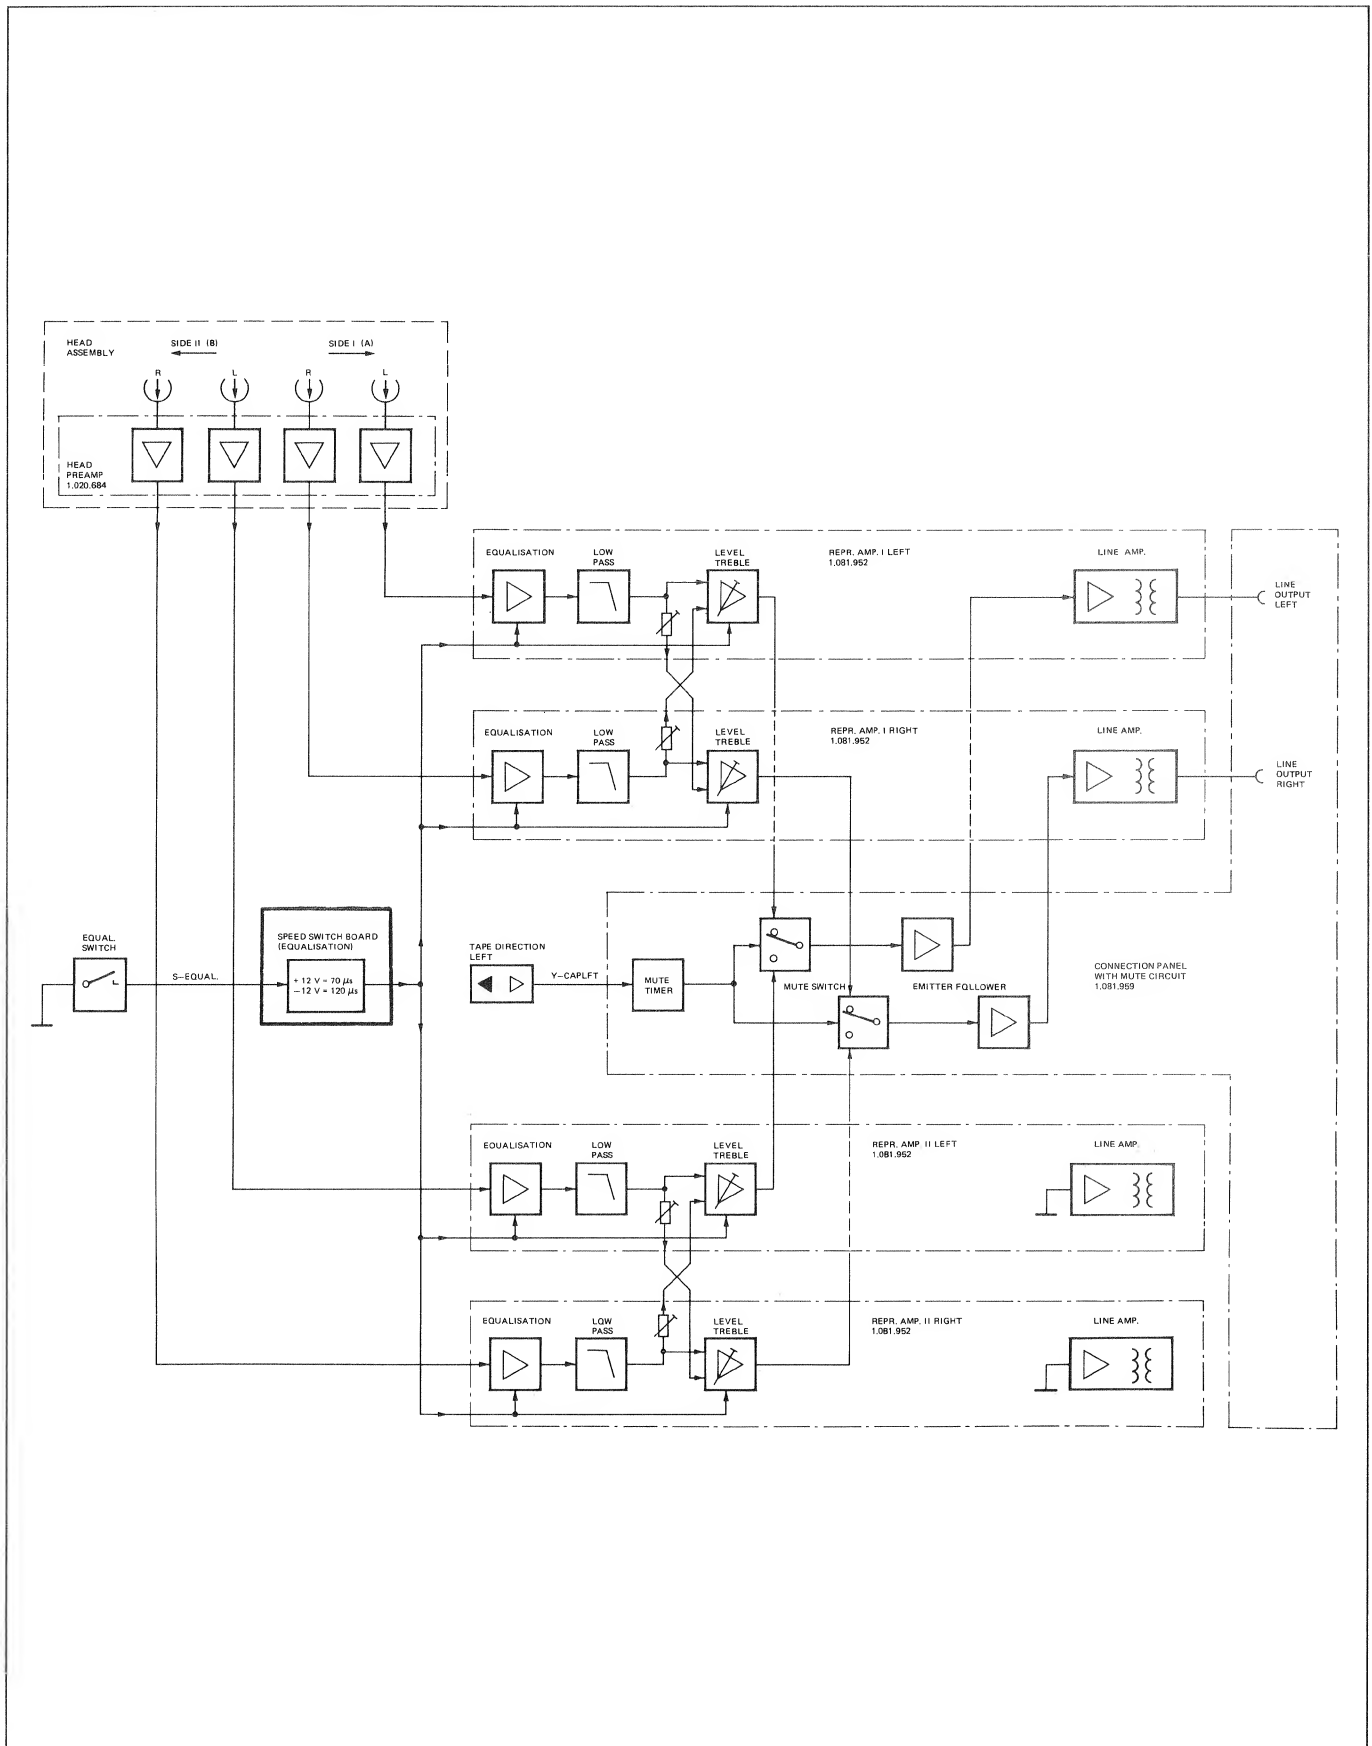 HEAD
ASSEMBLY
SIDE II (B)
SIDE I (A)
R
L
R
L
HEAD
PREAMP
1.020.684
EQUALISATION
LOW
PASS
LEVEL
TREBLE
REPR. AMP. I LEFT
1.081.952
LINE AMP.
LINE
OUTPUT
LEFT
EQUALISATION
LOW
PASS
LEVEL
TREBLE
REPR. AMP. I RIGHT
1.081.952
LINE AMP.
LINE
OUTPUT
RIGHT
EQUAL.
SWITCH
S-EQUAL.
SPEED SWITCH BOARD
(EQUALISATION)
+ 12 V = 70 µs
− 12 V = 120 µs
TAPE DIRECTION
LEFT
Y-CAPLFT
MUTE
TIMER
MUTE SWITCH
EMITTER FOLLOWER
CONNECTION PANEL
WITH MUTE CIRCUIT
1.081.959
EQUALISATION
LOW
PASS
LEVEL
TREBLE
REPR. AMP. II LEFT
1.081.952
LINE AMP.
EQUALISATION
LOW
PASS
LEVEL
TREBLE
REPR. AMP. II RIGHT
1.081.952
LINE AMP.